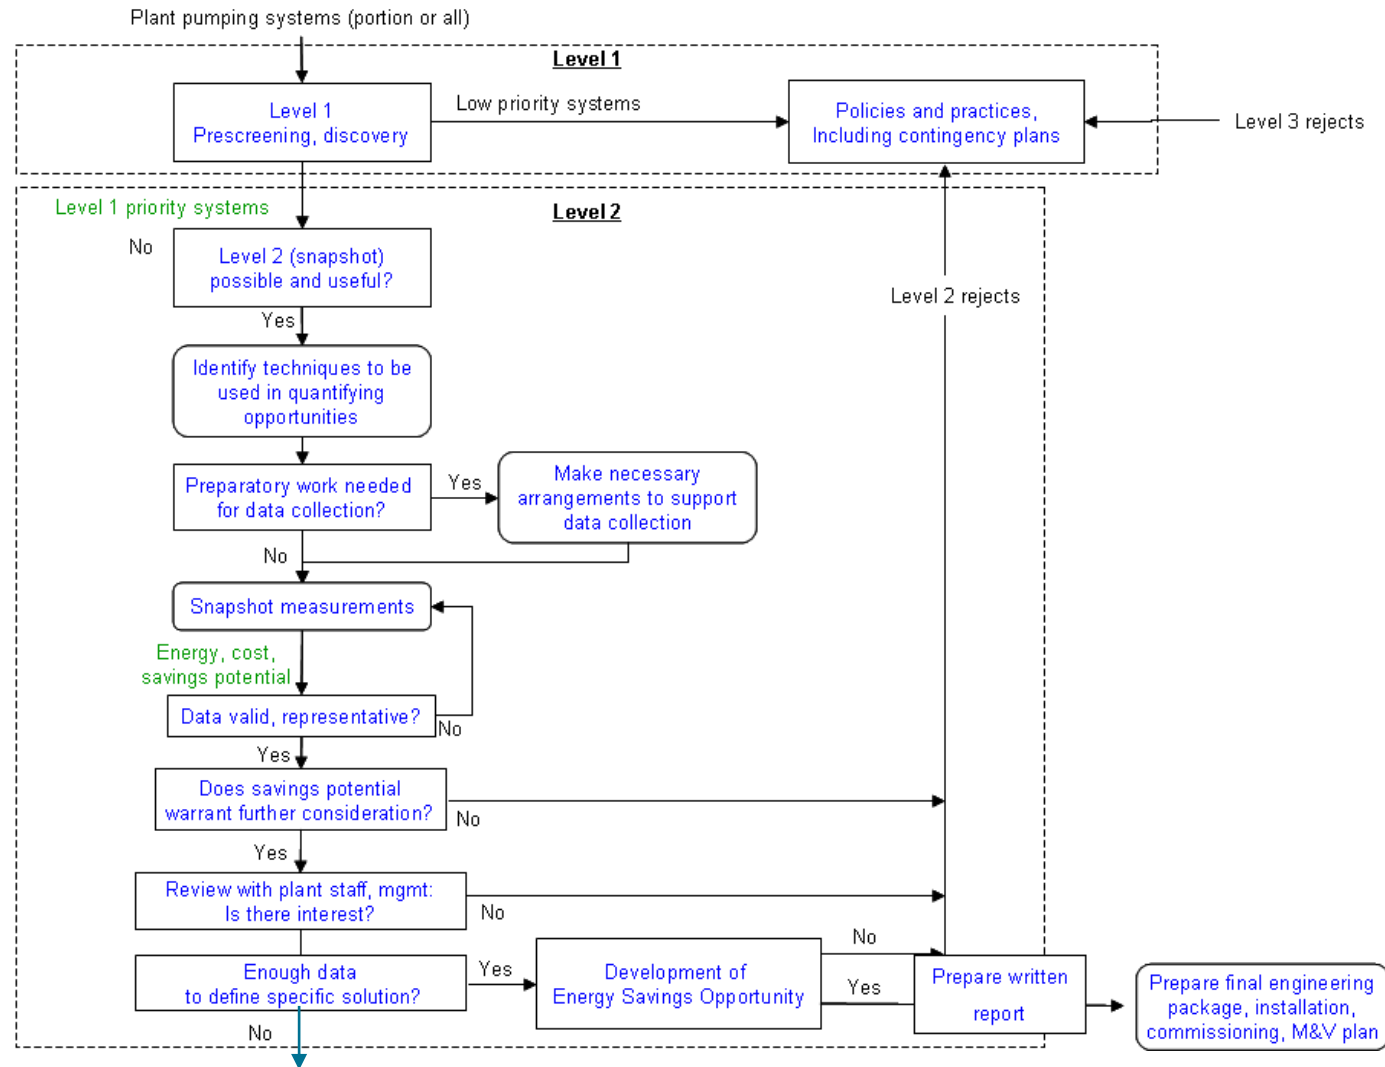 Plant pumping systems (portion or all)
Level 1
Level 1
Prescreening, discovery
Low priority systems
Policies and practices,
Including contingency plans
Level 3 rejects
Level 1 priority systems
Level 2
No
Level 2 (snapshot)
possible and useful?
Level 2 rejects
Yes
Identify techniques to be
used in quantifying
opportunities
Preparatory work needed
for data collection?
Yes
Make necessary
arrangements to support
data collection
No
Snapshot measurements
Energy, cost,
savings potential
Data valid, representative?
No
Yes
Does savings potential
warrant further consideration?
No
Yes
Review with plant staff, mgmt:
Is there interest?
No
Enough data
to define specific solution?
Yes
Development of
Energy Savings Opportunity
No
Yes
Prepare written
report
Prepare final engineering
package, installation,
commissioning, M&V plan
No